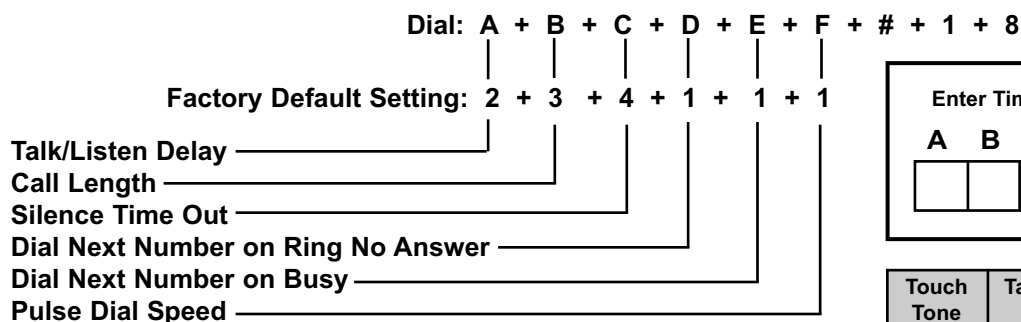 Dial: A + B + C + D + E + F + # + 1 + 8
Factory Default Setting: 2 + 3 + 4 + 1 + 1 + 1
Talk/Listen Delay
Call Length
Silence Time Out
Dial Next Number on Ring No Answer
Dial Next Number on Busy
Pulse Dial Speed
Enter
A B
Touch
Tone